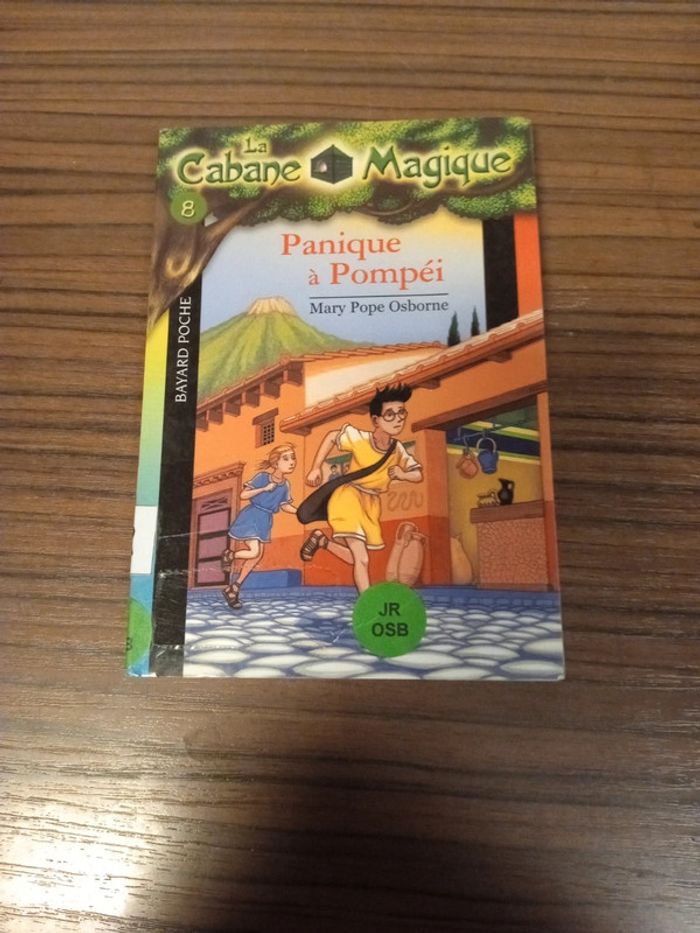 La
Cabane Magique
8
Panique
à Pompéi
Mary Pope Osborne
BAYARD POCHE
JR
OSB